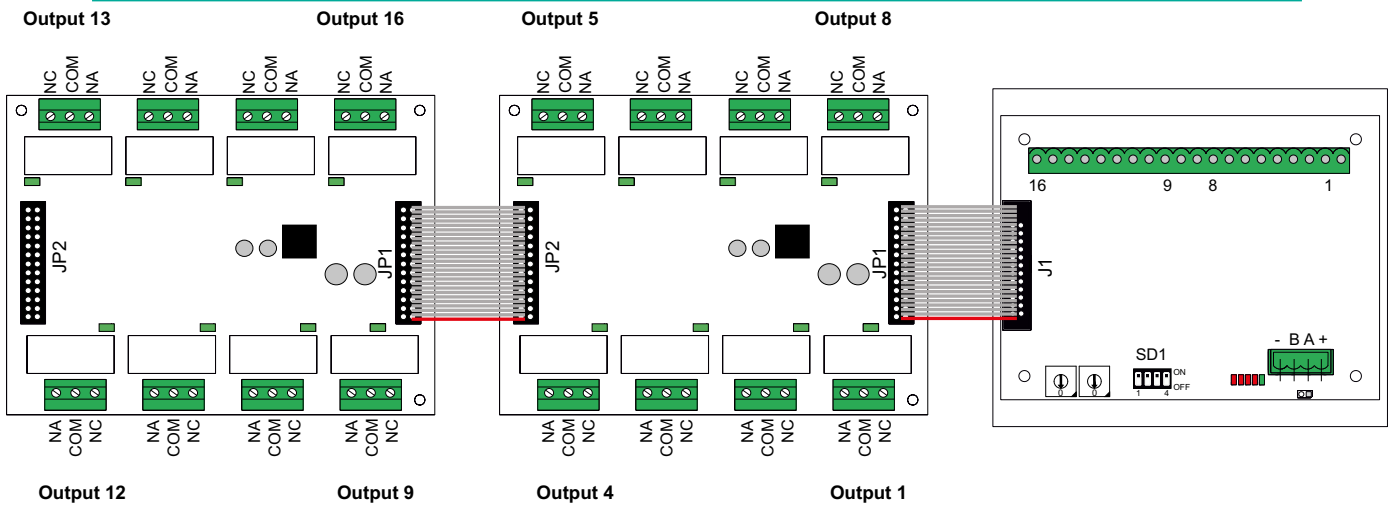 Output 13 Output 16 Output 5 Output 8
NC COM NA NC COM NA NC COM NA NC COM NA NC COM NA NC COM NA NC COM NA NC COM NA
16 9 8 1
JP2 JP1 JP2 JP1 J1
- B A +
SD1
ON
OFF
0 0 1 4
NA COM NC NA COM NC NA COM NC NA COM NC NA COM NC NA COM NC NA COM NC NA COM NC
Output 12 Output 9 Output 4 Output 1